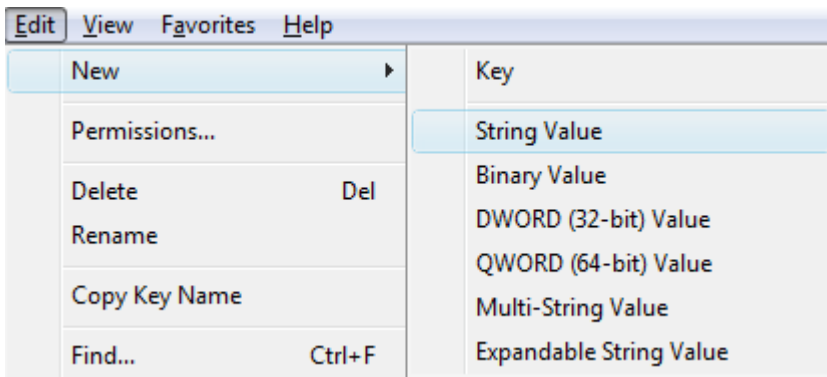 Edit View Favorites Help
New
Permissions...
Delete Del
Rename
Copy Key Name
Find... Ctrl+F
Key
String Value
Binary Value
DWORD (32-bit) Value
QWORD (64-bit) Value
Multi-String Value
Expandable String Value